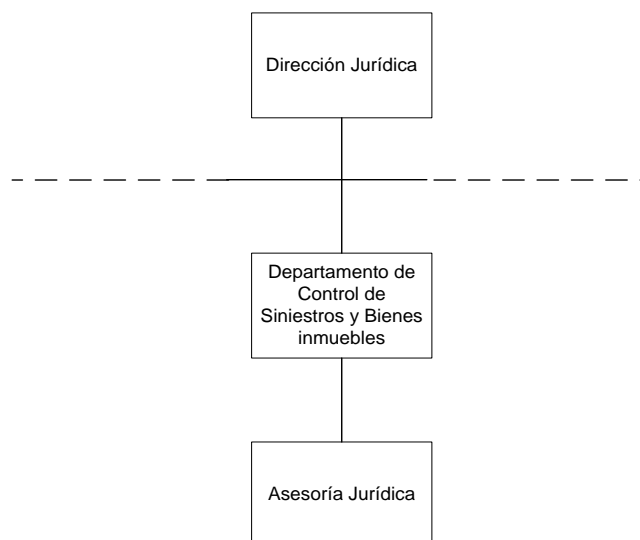 Dirección Jurídica
Departamento de
Control de
Siniestros y Bienes
inmuebles
Asesoría Jurídica